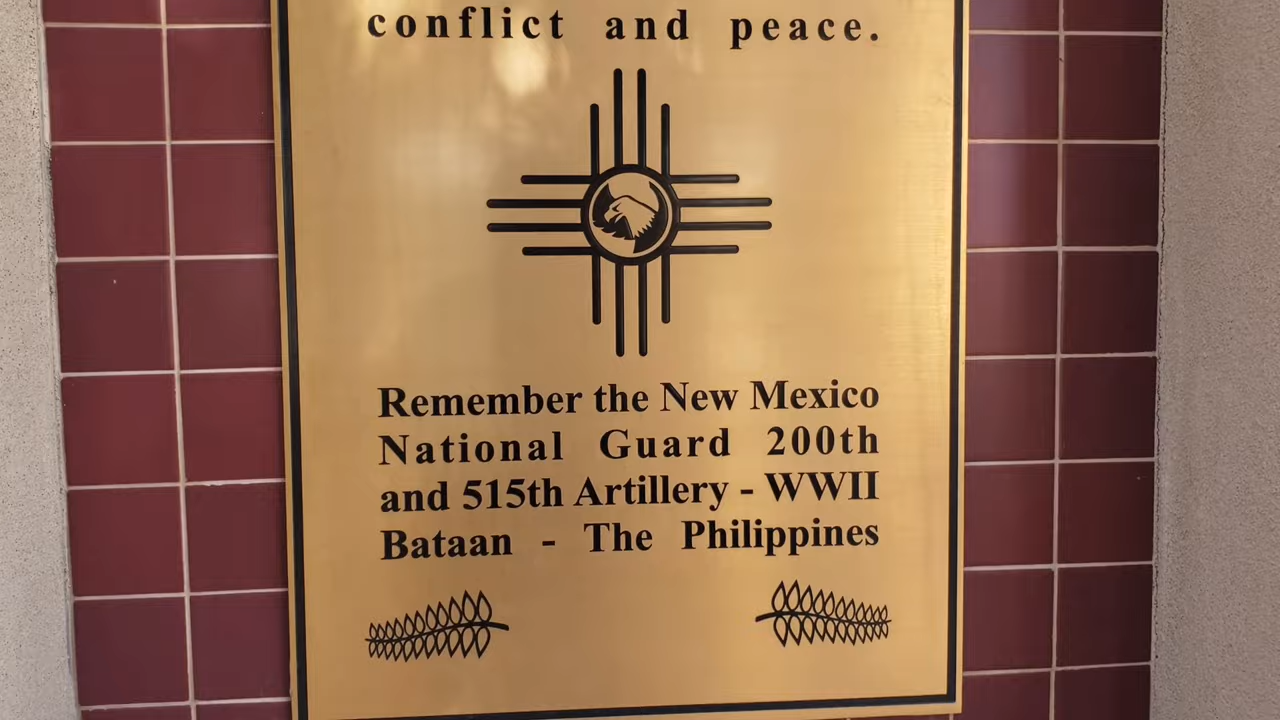 conflict and peace.
Remember the New Mexico
National Guard 200th
and 515th Artillery - WWII
Bataan - The Philippines